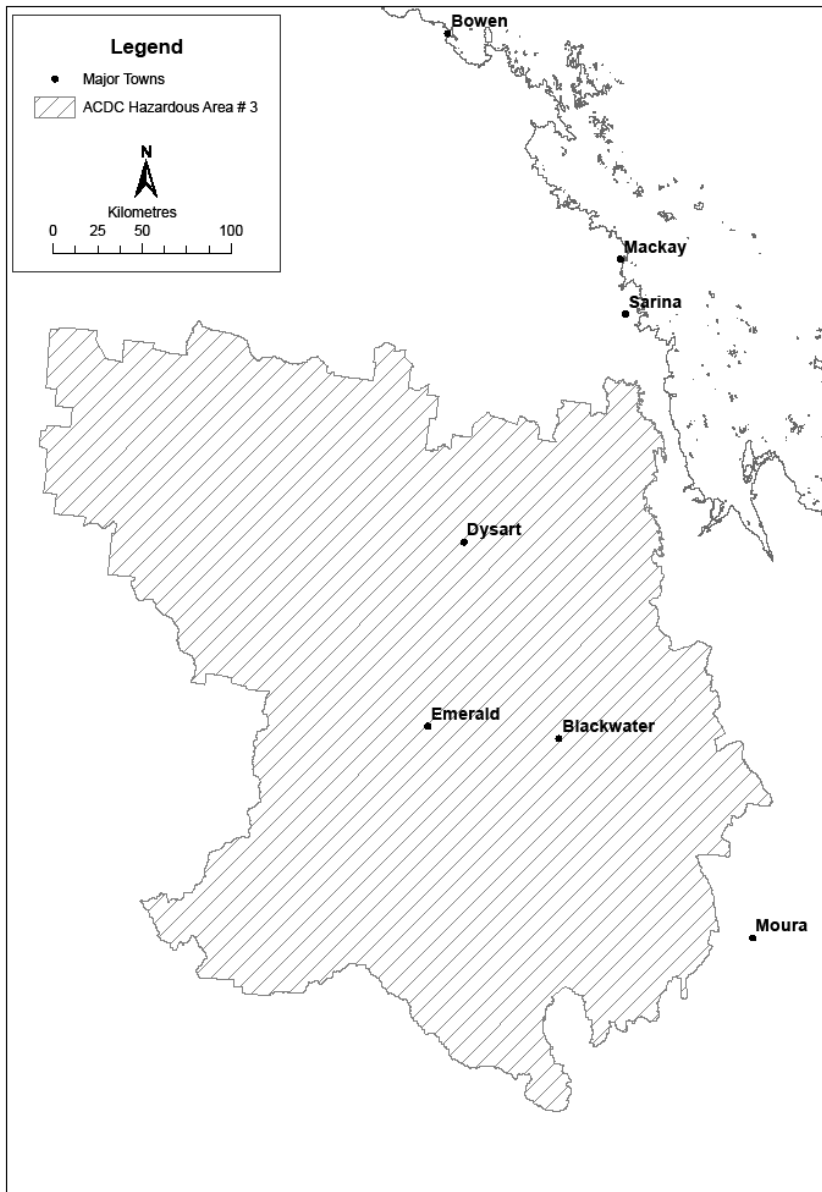 Legend
Major Towns
ACDC Hazardous Area # 3
N
Kilometres
0 25 50 100
Bowen
Mackay
Sarina
Dysart
Emerald
Blackwater
Moura